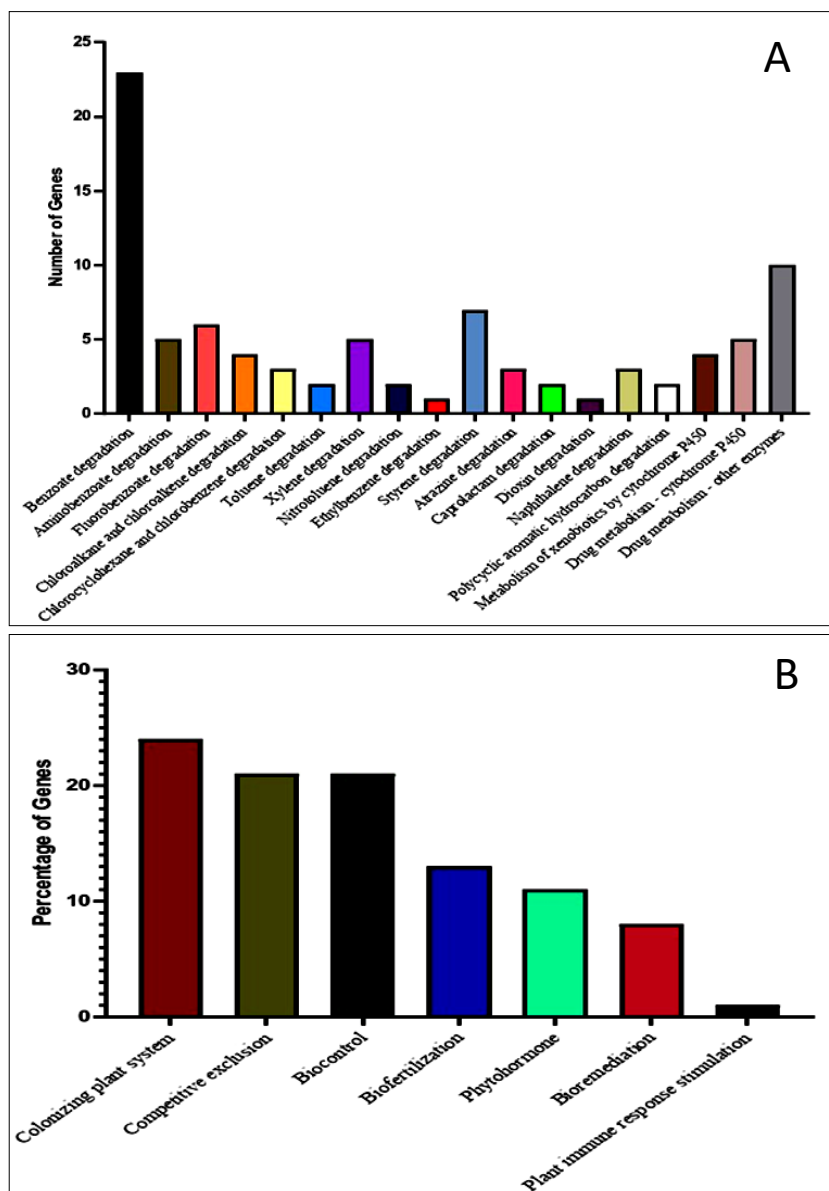 A
Number of Genes
25
20
15
10
5
0
Benzoate degradation
Aminobenzoate degradation
Fluorobenzoate degradation
Chloroalkane and chloroalkene degradation
Chlorocyclohexane and chlorobenzene degradation
Toluene degradation
Xylene degradation
Nitrotoluene degradation
Ethylbenzene degradation
Styrene degradation
Atrazine degradation
Caprolactam degradation
Dioxin degradation
Naphthalene degradation
Polycyclic aromatic hydrocarbon degradation
Metabolism of xenobiotics by cytochrome P450
Drug metabolism - cytochrome P450
Drug metabolism - other enzymes
B
Percentage of Genes
30
20
10
0
Colonizing plant system
Competitive exclusion
Biocontrol
Biofertilization
Phytohormone
Bioremediation
Plant immune response stimulation